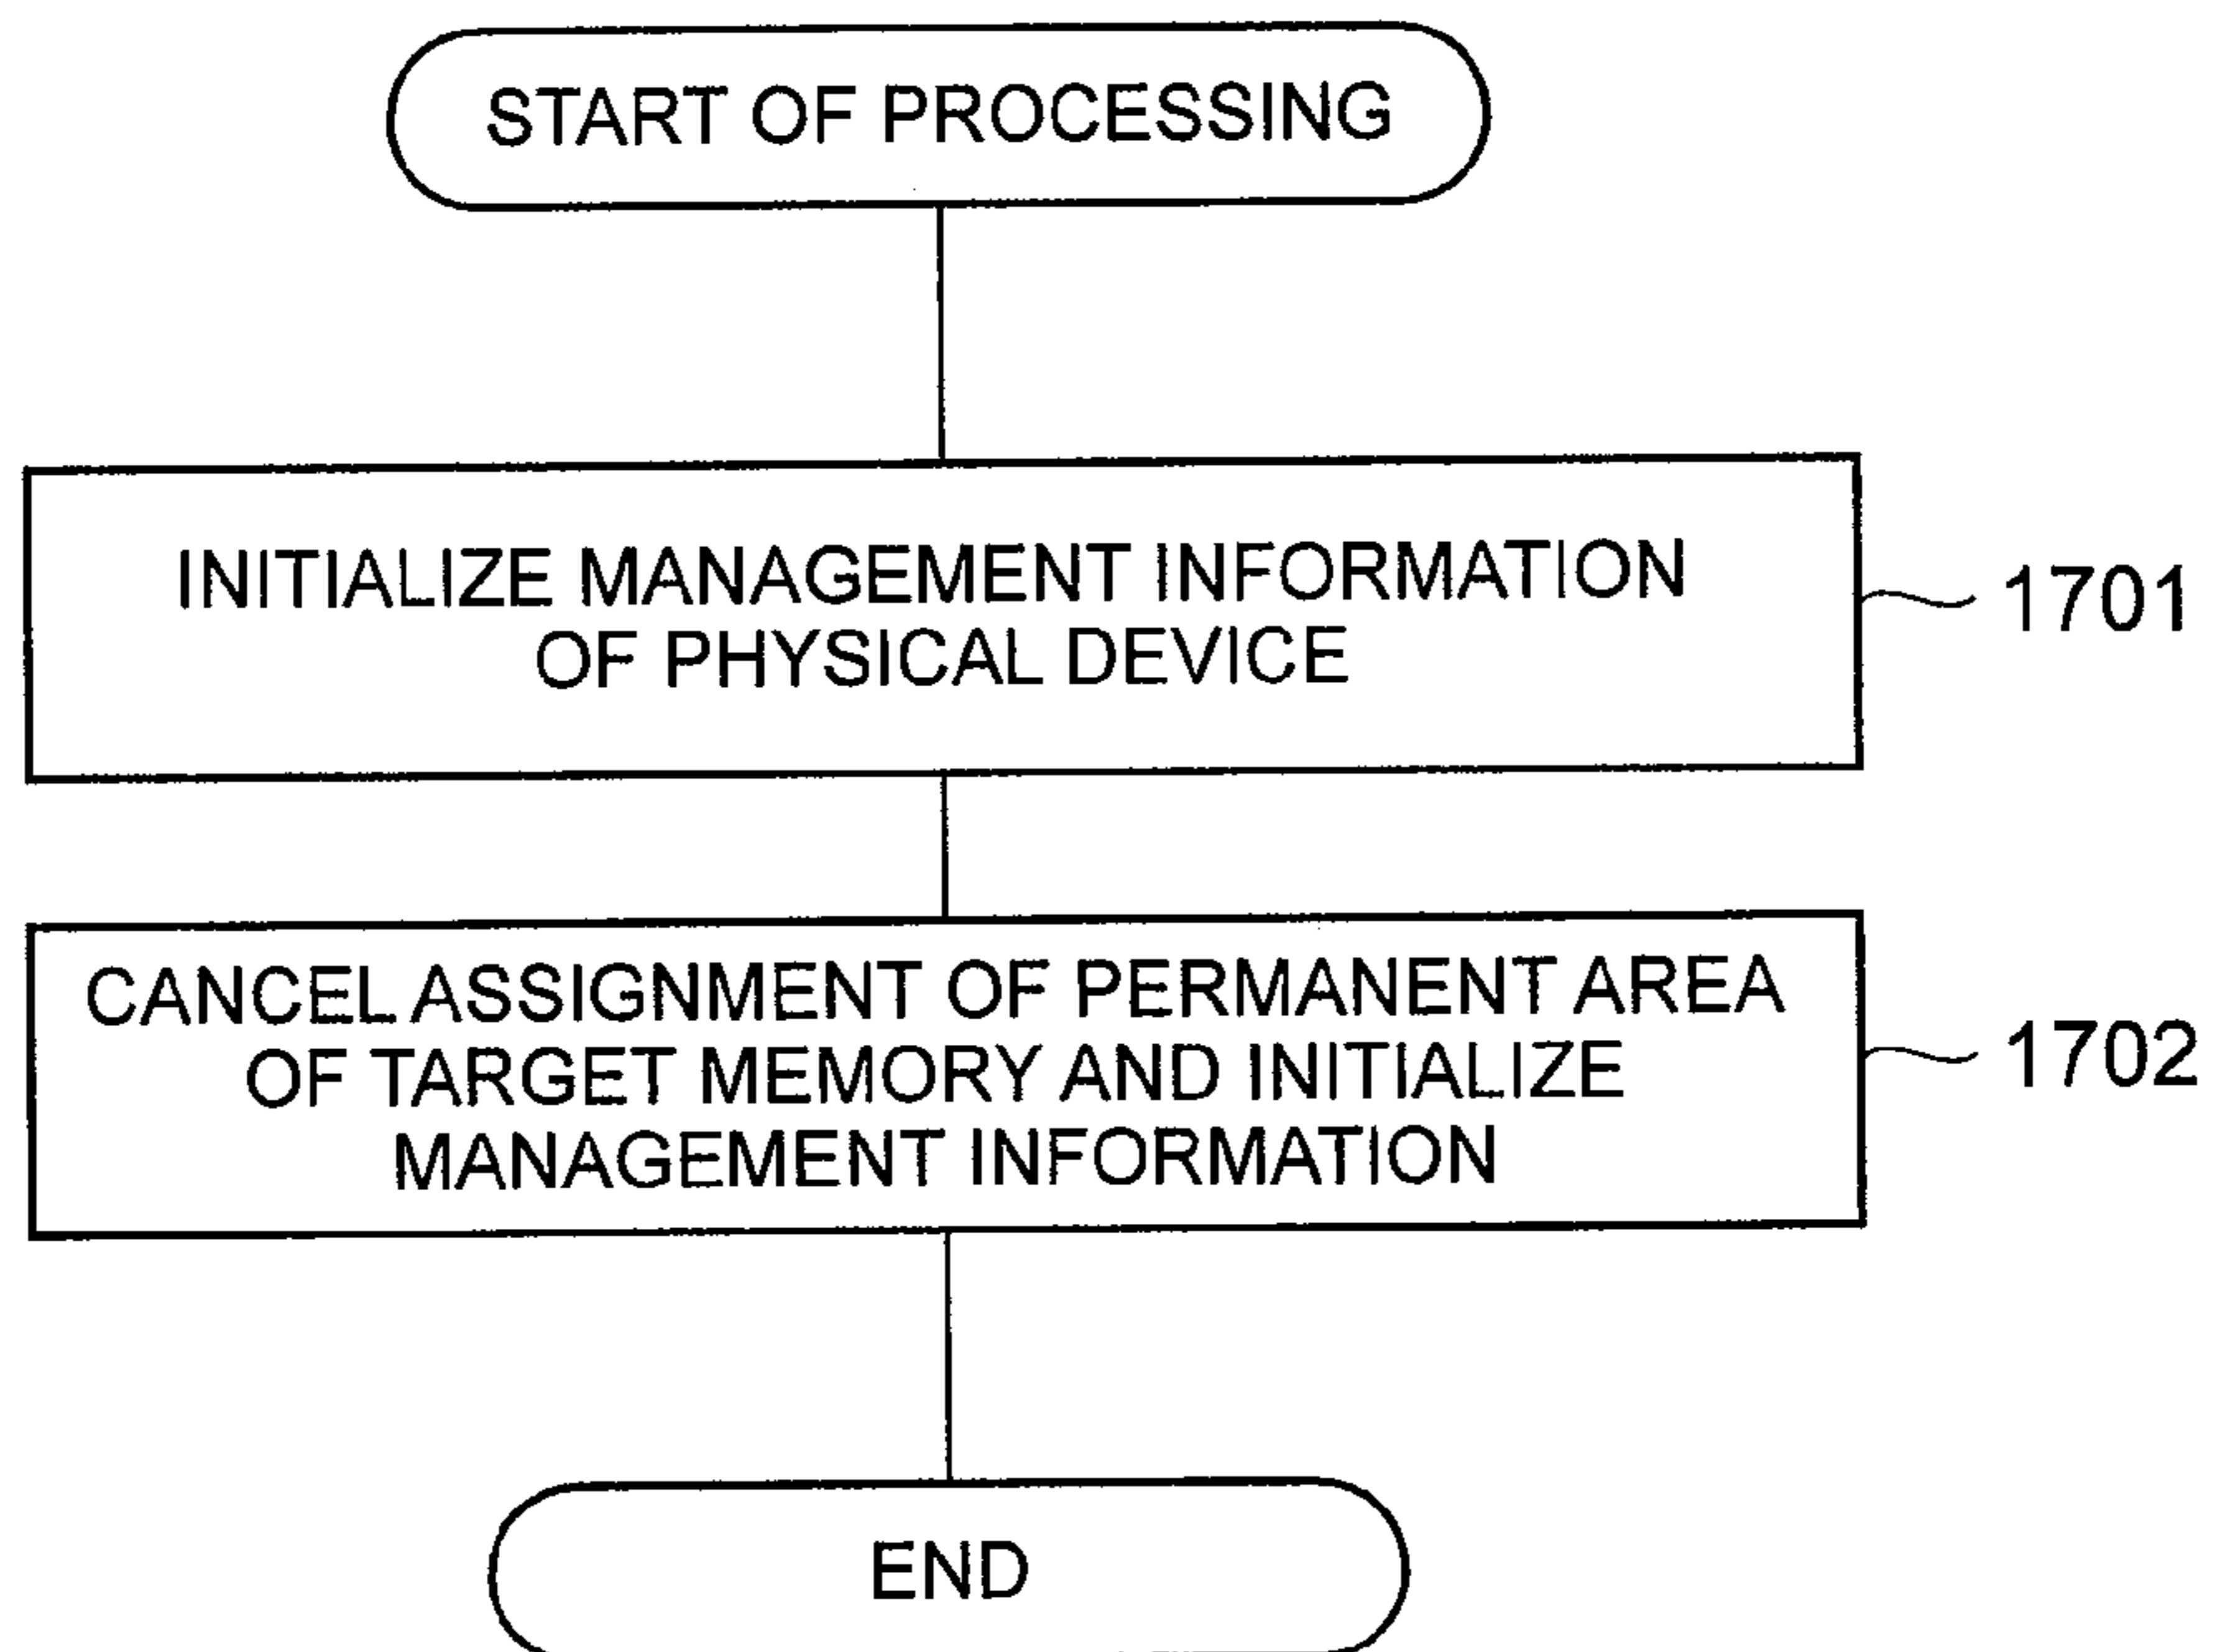 START OF PROCESSING
INITIALIZE MANAGEMENT INFORMATION
OF PHYSICAL DEVICE
1701
CANCEL ASSIGNMENT OF PERMANENT AREA
OF TARGET MEMORY AND INITIALIZE
MANAGEMENT INFORMATION
1702
END